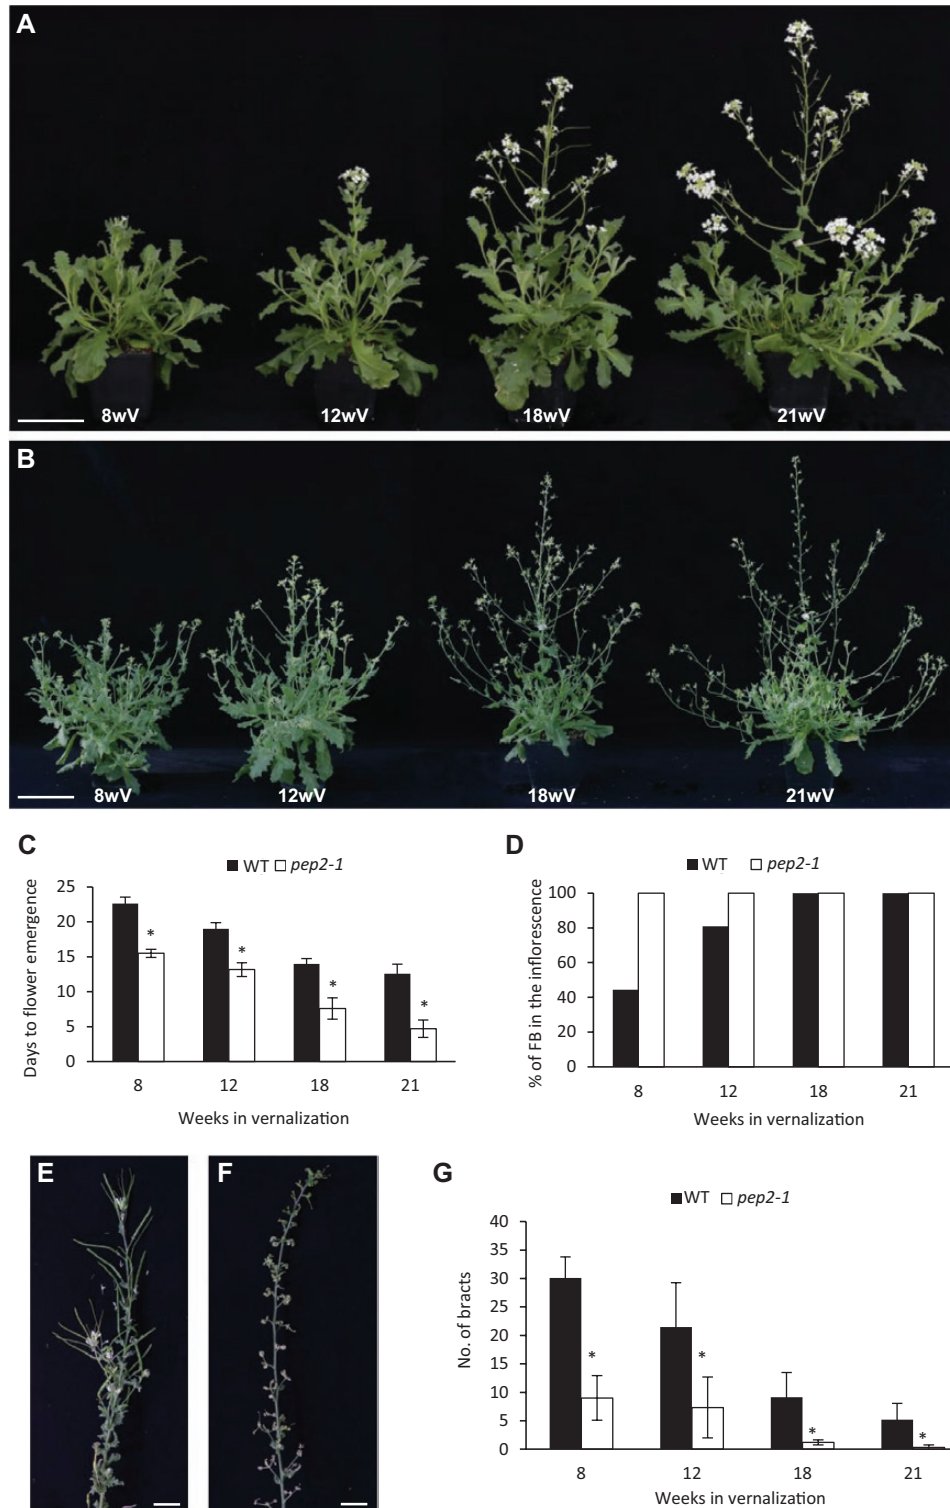 A
8wV 12wV 18wV 21wV
B
8wV 12wV 18wV 21wV
C
WT pep2-1
Days to flower emergence
25
20
15
10
5
0
* * * *
8 12 18 21
Weeks in vernalization
D
WT pep2-1
% of FB in the inflorescence
100
80
60
40
20
0
8 12 18 21
Weeks in vernalization
E
F
G
WT pep2-1
No. of bracts
40
35
30
25
20
15
10
5
0
* * * *
8 12 18 21
Weeks in vernalization